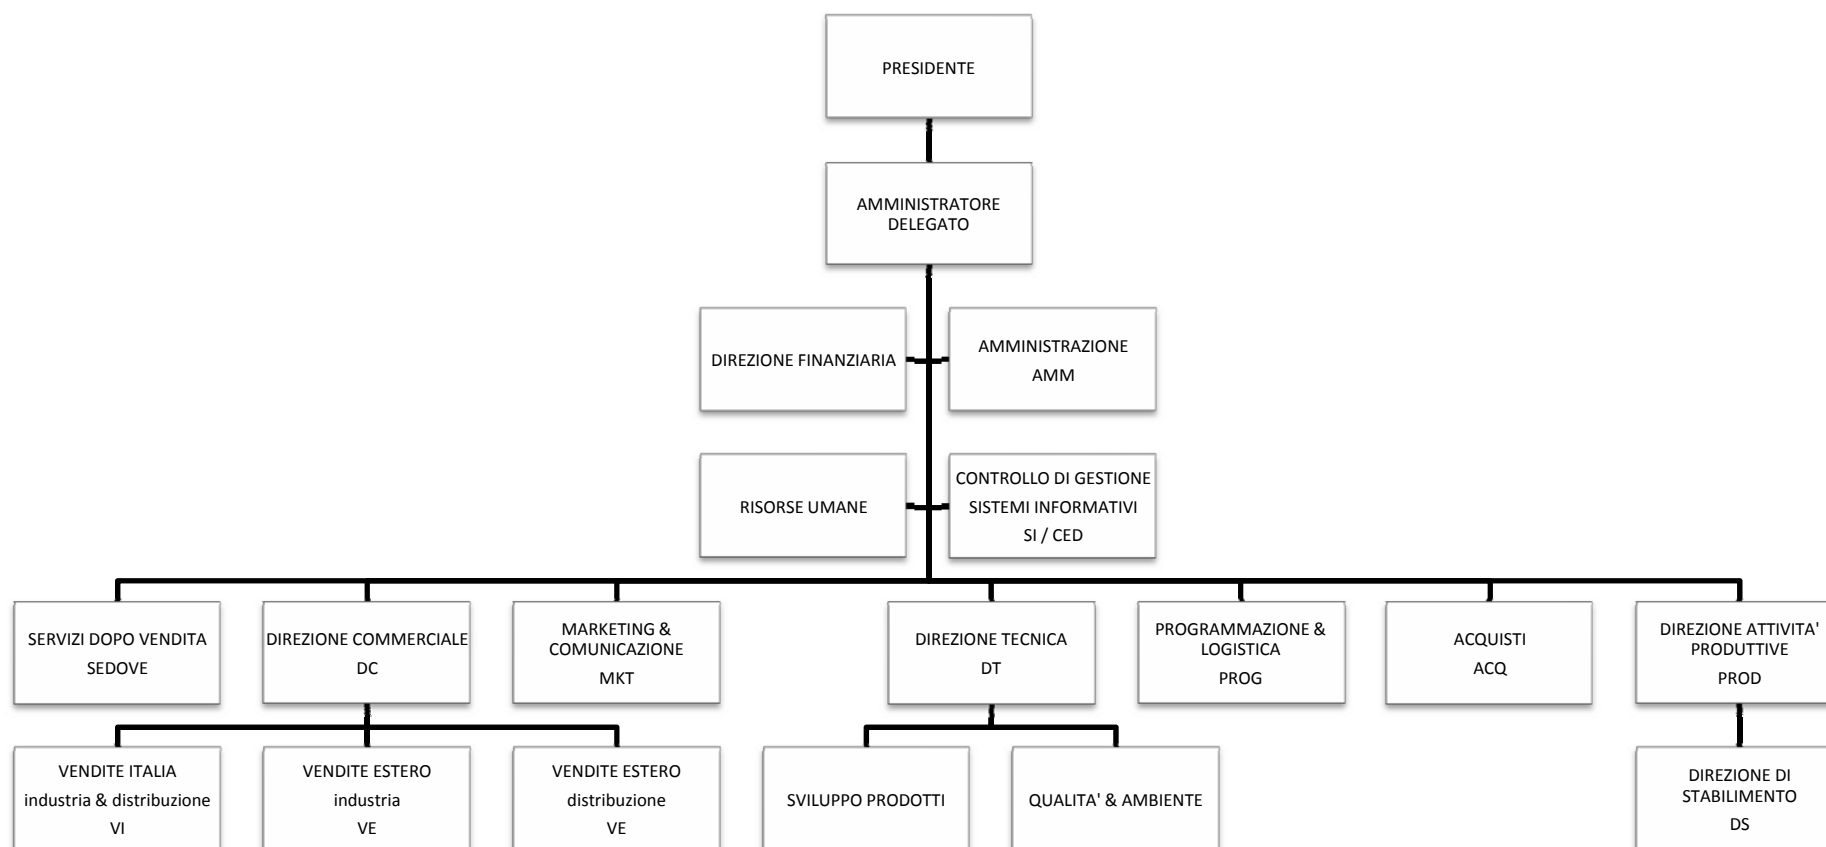 PRESIDENTE
AMMINISTRATORE
DELEGATO
DIREZIONE FINANZIARIA
AMMINISTRAZIONE
AMM
RISORSE UMANE
CONTROLLO DI GESTIONE
SISTEMI INFORMATIVI
SI / CED
SERVIZI DOPO VENDITA
SEDOVE
DIREZIONE COMMERCIALE
DC
MARKETING &
COMUNICAZIONE
MKT
DIREZIONE TECNICA
DT
PROGRAMMAZIONE &
LOGISTICA
PROG
ACQUISTI
ACQ
DIREZIONE ATTIVITA'
PRODUTTIVE
PROD
VENDITE ITALIA
industria & distribuzione
VI
VENDITE ESTERO
industria
VE
VENDITE ESTERO
distribuzione
VE
SVILUPPO PRODOTTI
QUALITA' & AMBIENTE
DIREZIONE DI
STABILIMENTO
DS